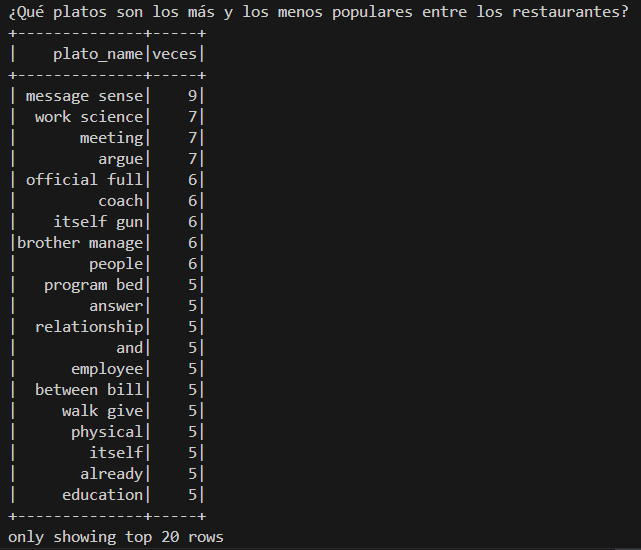 ¿Qué platos son los más y los menos populares entre los restaurantes?
+--------------+-----+
|    plato_name|veces|
+--------------+-----+
| message sense|    9|
|  work science|    7|
|       meeting|    7|
|         argue|    7|
| official full|    6|
|         coach|    6|
|    itself gun|    6|
|brother manage|    6|
|        people|    6|
|   program bed|    5|
|        answer|    5|
|  relationship|    5|
|           and|    5|
|      employee|    5|
|  between bill|    5|
|     walk give|    5|
|      physical|    5|
|        itself|    5|
|       already|    5|
|     education|    5|
+--------------+-----+
only showing top 20 rows